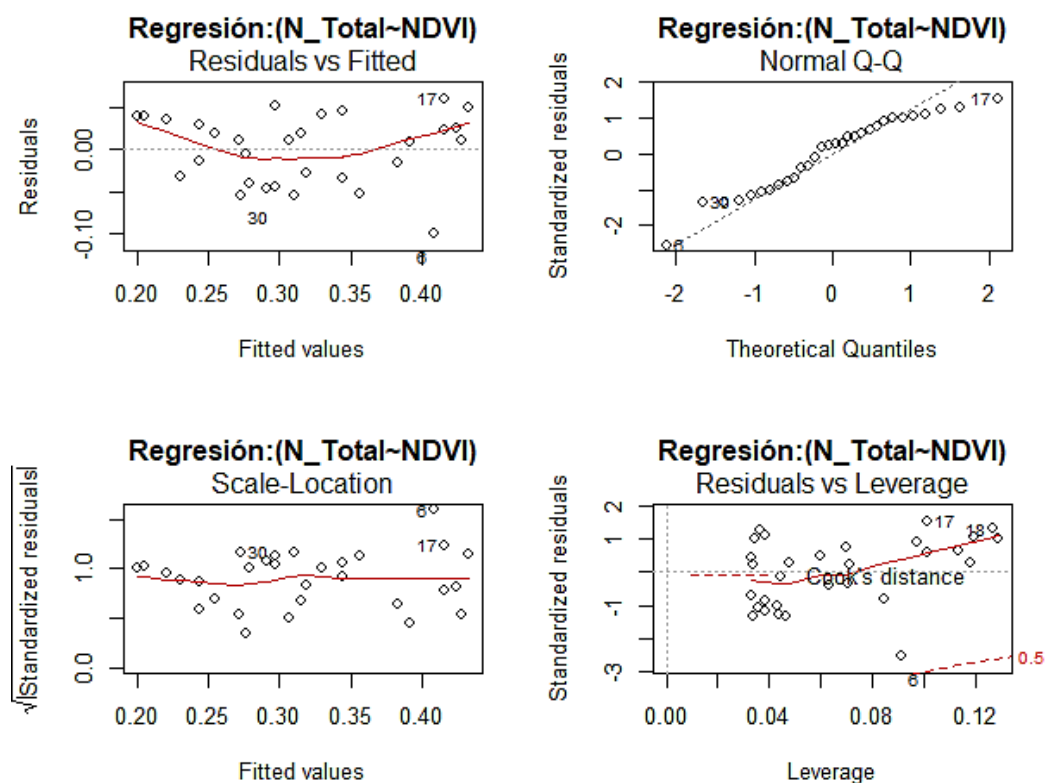 Regresión:(N_Total~NDVI)
Residuals vs Fitted
Residuals
0.00
-0.10
17
30
6
0.20 0.25 0.30 0.35 0.40
Fitted values
Regresión:(N_Total~NDVI)
Normal Q-Q
Standardized residuals
2
0
-2
17
30
6
-2 -1 0 1 2
Theoretical Quantiles
Regresión:(N_Total~NDVI)
Scale-Location
√|Standardized residuals|
1.0
0.0
6
30
17
0.20 0.25 0.30 0.35 0.40
Fitted values
Regresión:(N_Total~NDVI)
Residuals vs Leverage
Standardized residuals
2
1
-1
-3
17
18
Cook's distance
6
0.5
0.00 0.04 0.08 0.12
Leverage